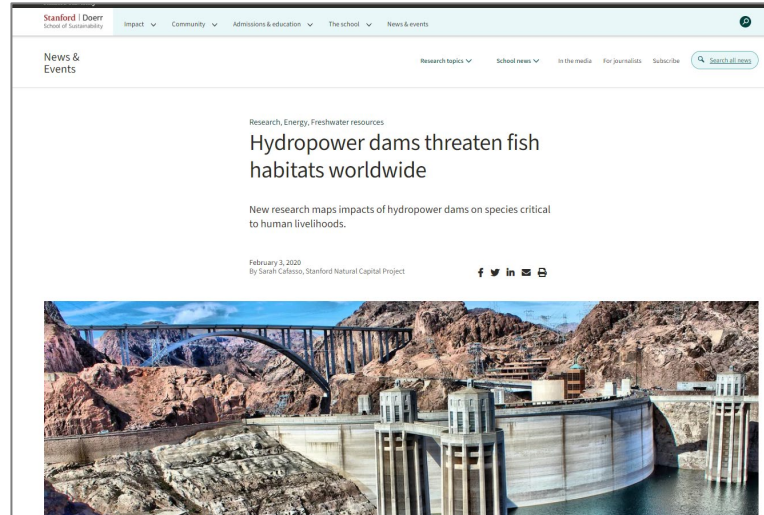 Stanford | Doerr
School of Sustainability
Impact
Community
Admissions & education
The school
News & events
News &
Events
Research topics
School news
In the media
For journalists
Subscribe
Search all news
Research, Energy, Freshwater resources
Hydropower dams threaten fish
habitats worldwide
New research maps impacts of hydropower dams on species critical
to human livelihoods.
February 3, 2020
By Sarah Cafasso, Stanford Natural Capital Project